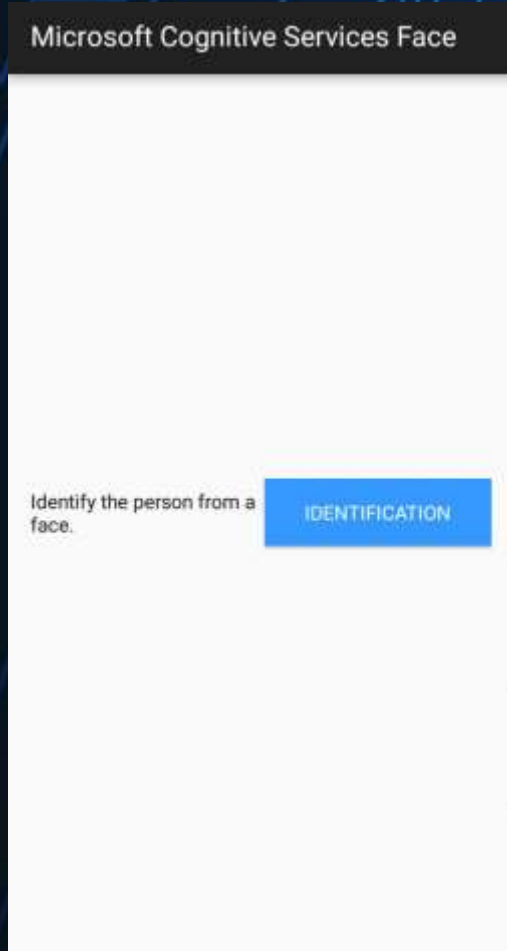 Microsoft Cognitive Services Face
Identify the person from a
face.
IDENTIFICATION